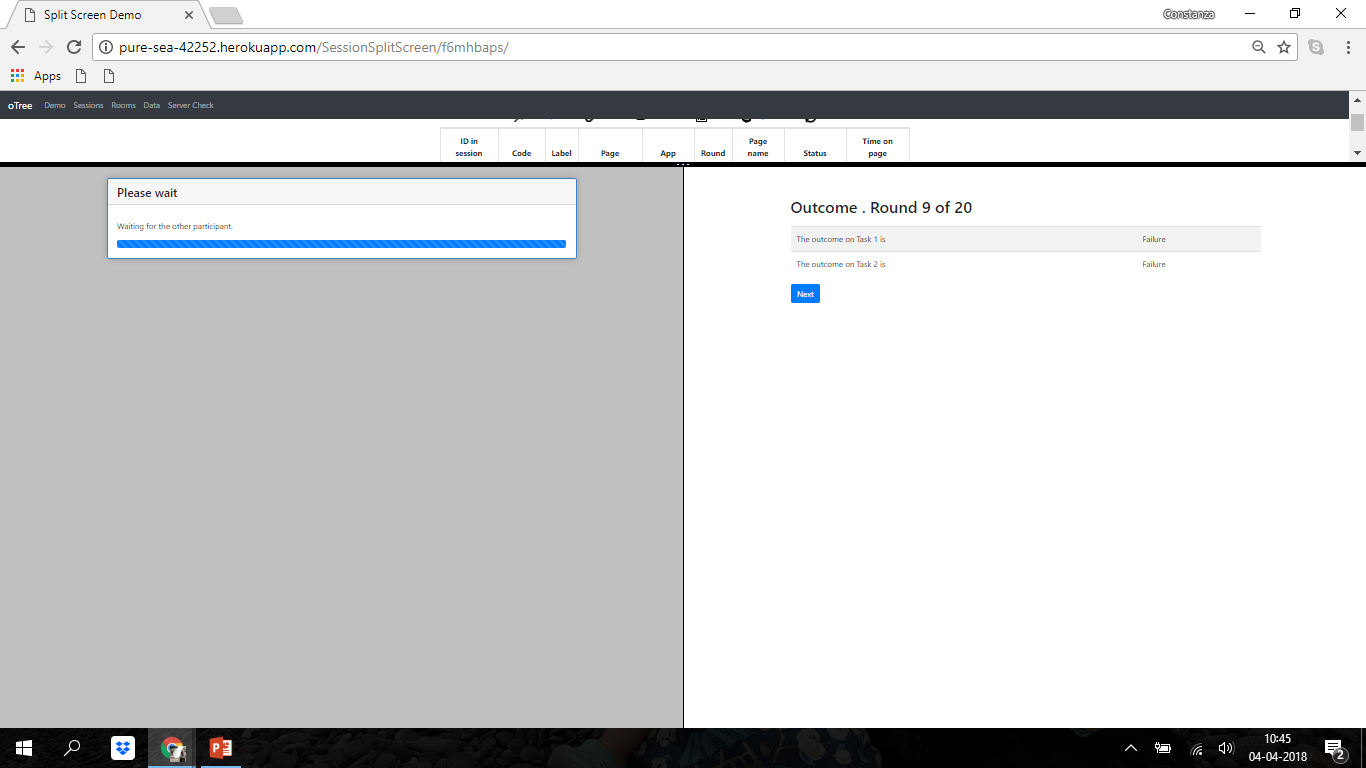 Split Screen Demo
Constanza
pure-sea-42252.herokuapp.com/SessionSplitScreen/f6mhbaps/
Apps
oTree Demo Sessions Rooms Data Server Check
ID in session Code Label Page App Round Page name Status Time on page
Please wait
Waiting for the other participant.
Outcome . Round 9 of 20
The outcome on Task 1 is Failure
The outcome on Task 2 is Failure
Next
10:45
04-04-2018
2